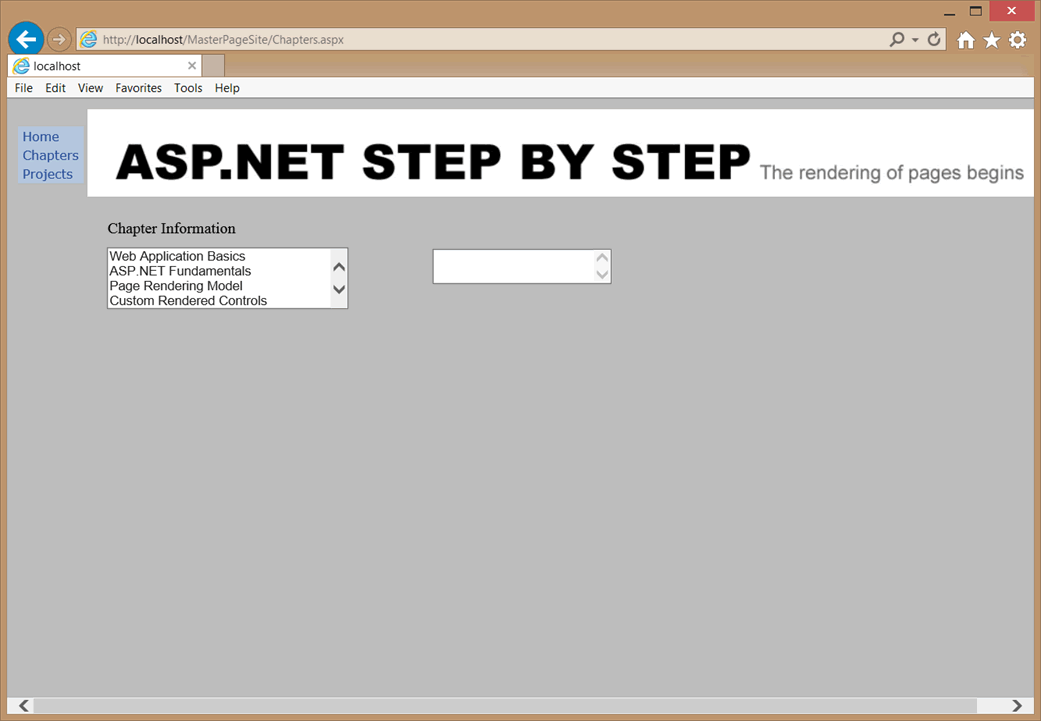 http://localhost/MasterPageSite/Chapters.aspx
localhost
File Edit View Favorites Tools Help
Home
Chapters
Projects
ASP.NET STEP BY STEP The rendering of pages begins
Chapter Information
Web Application Basics
ASP.NET Fundamentals
Page Rendering Model
Custom Rendered Controls